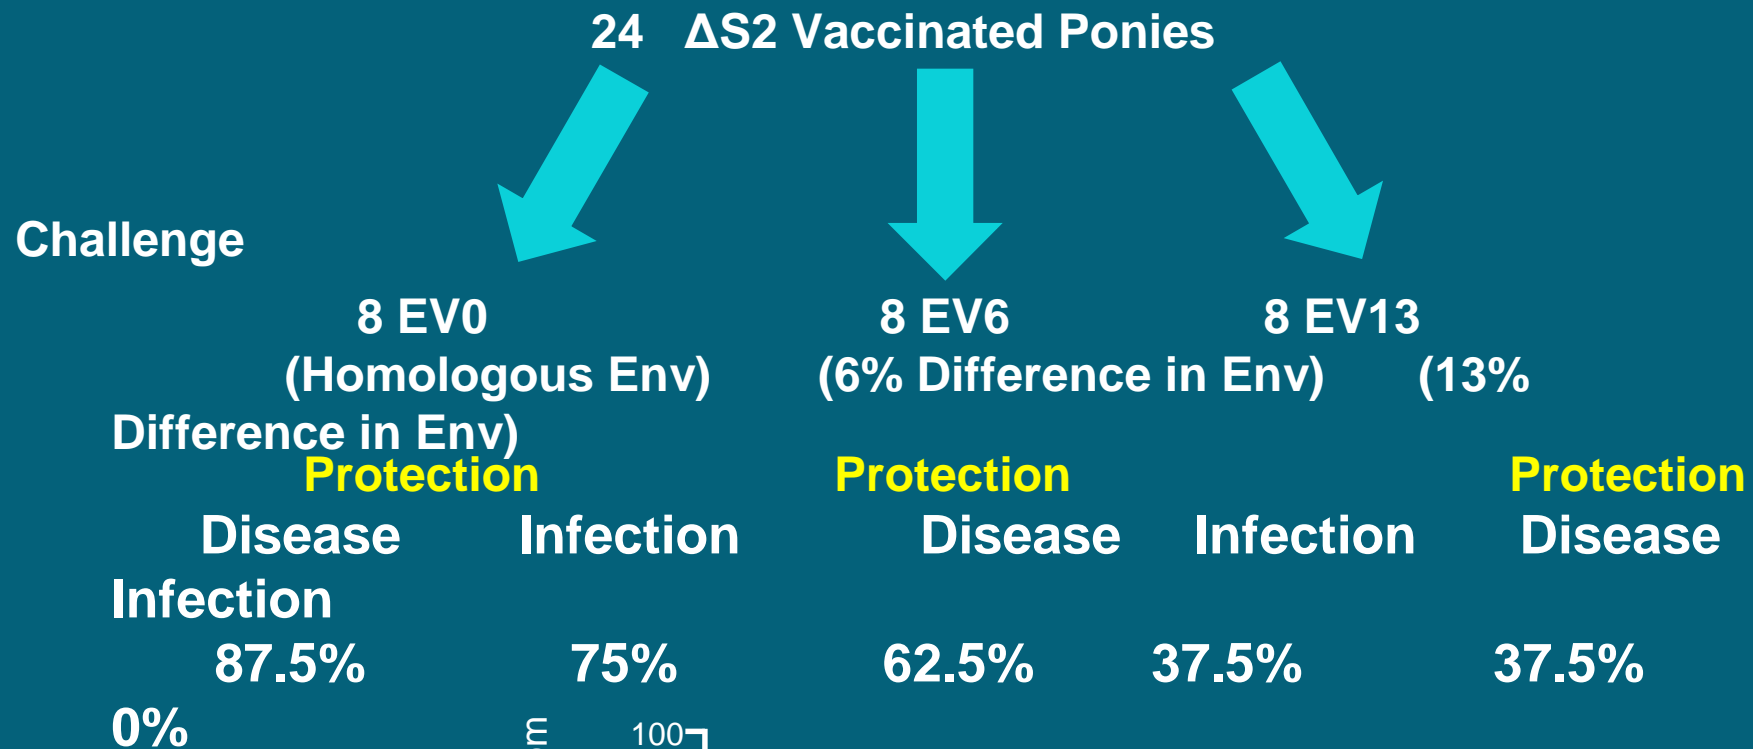 24 ΔS2 Vaccinated Ponies
Challenge
8 EV0 8 EV6 8 EV13
(Homologous Env) (6% Difference in Env) (13%
Difference in Env)
Protection Protection Protection
Disease Infection Disease Infection Disease
Infection
87.5% 75% 62.5% 37.5% 37.5%
0%
100